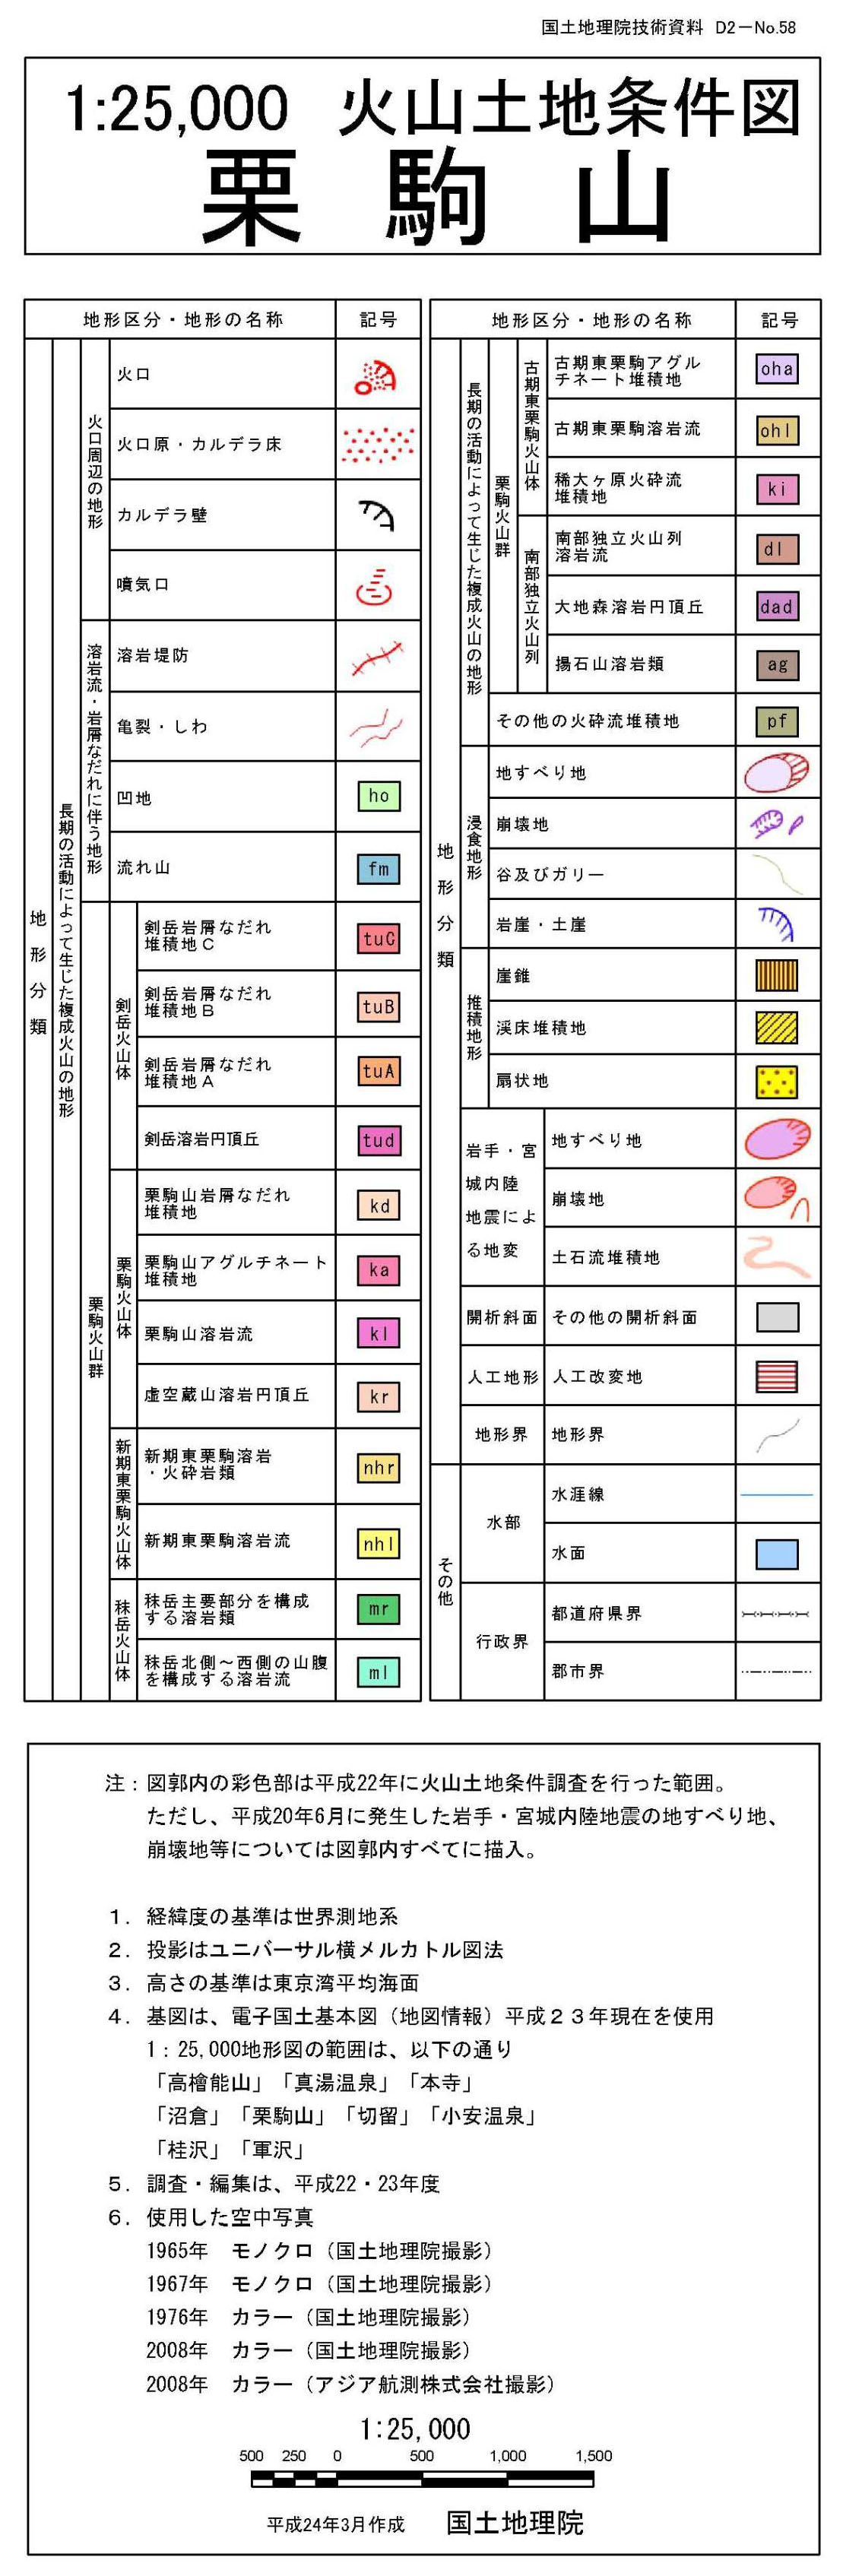 国土地理院技術資料 D2－No.58
1:25,000 火山土地条件図
栗駒山
地形区分・地形の名称 記号
地形分類
長期の活動によって生じた複成火山の地形
火口周辺の地形
火口
火口原・カルデラ床
カルデラ壁
噴気口
溶岩流・岩屑なだれに伴う地形
溶岩堤防
亀裂・しわ
凹地 ho
流れ山 fm
栗駒火山群
剣岳火山体
剣岳岩屑なだれ
堆積地C tuC
剣岳岩屑なだれ
堆積地B tuB
剣岳岩屑なだれ
堆積地A tuA
剣岳溶岩円頂丘 tud
栗駒火山体
栗駒山岩屑なだれ
堆積地 kd
栗駒山アグルチネート
堆積地 ka
栗駒山溶岩流 kl
虚空蔵山溶岩円頂丘 kr
新期東栗駒火山体
新期東栗駒溶岩
・火砕岩類 nhr
新期東栗駒溶岩流 nhl
秣岳火山体
秣岳主要部分を構成
する溶岩類 mr
秣岳北側～西側の山腹
を構成する溶岩流 ml
地形区分・地形の名称 記号
地形分類
長期の活動によって生じた複成火山の地形
栗駒火山群
古期東栗駒火山体
古期東栗駒アグル
チネート堆積地 oha
古期東栗駒溶岩流 ohl
稀大ヶ原火砕流
堆積地 ki
南部独立火山列
南部独立火山列
溶岩流 dl
大地森溶岩円頂丘 dad
揚石山溶岩類 ag
その他の火砕流堆積地 pf
浸食地形
地すべり地
崩壊地
谷及びガリー
岩崖・土崖
堆積地形
崖錐
渓床堆積地
扇状地
岩手・宮
城内陸
地震によ
る地変
地すべり地
崩壊地
土石流堆積地
開析斜面 その他の開析斜面
人工地形 人工改変地
地形界 地形界
その他
水部
水涯線
水面
行政界
都道府県界
郡市界
注：図郭内の彩色部は平成22年に火山土地条件調査を行った範囲。
ただし、平成20年6月に発生した岩手・宮城内陸地震の地すべり地、
崩壊地等については図郭内すべてに描入。
1．経緯度の基準は世界測地系
2．投影はユニバーサル横メルカトル図法
3．高さの基準は東京湾平均海面
4．基図は、電子国土基本図（地図情報）平成２３年現在を使用
1：25,000地形図の範囲は、以下の通り
「高檜能山」「真湯温泉」「本寺」
「沼倉」「栗駒山」「切留」「小安温泉」
「桂沢」「軍沢」
5．調査・編集は、平成22・23年度
6．使用した空中写真
1965年 モノクロ（国土地理院撮影）
1967年 モノクロ（国土地理院撮影）
1976年 カラー（国土地理院撮影）
2008年 カラー（国土地理院撮影）
2008年 カラー（アジア航測株式会社撮影）
1:25,000
500 250 0 500 1,000 1,500
平成24年3月作成 国土地理院